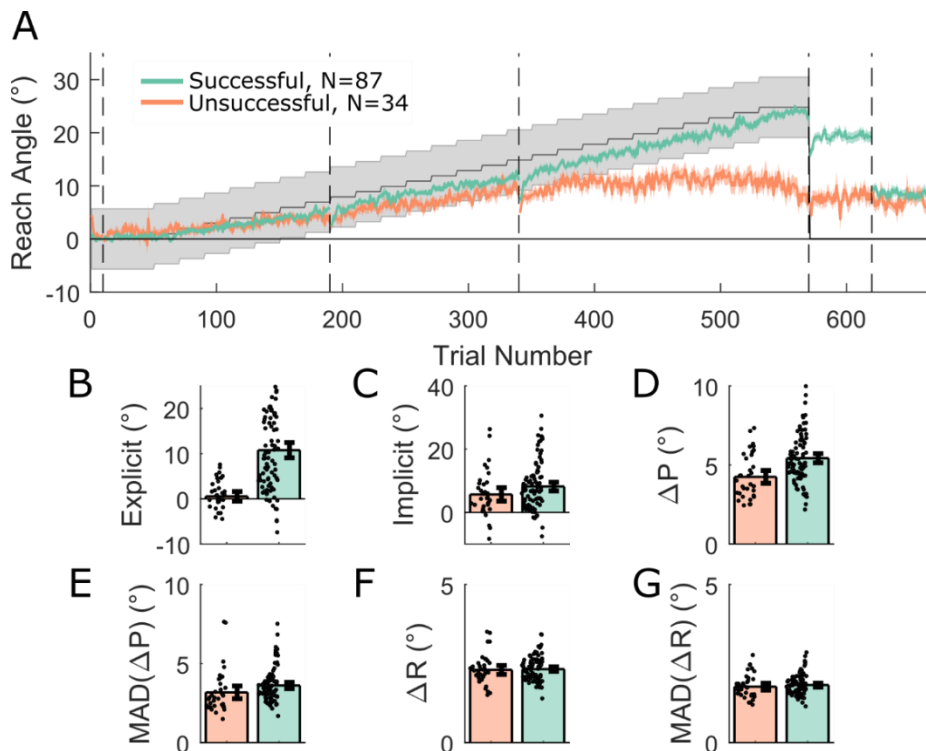 A
Reach Angle (°)
30
20
10
0
-10
Successful, N=87
Unsuccessful, N=34
0 100 200 300 400 500 600
Trial Number
B
Explicit (°)
20
10
0
-10
C
Implicit (°)
40
20
0
D
ΔP (°)
10
5
0
E
MAD(ΔP) (°)
10
5
0
F
ΔR (°)
5
0
G
MAD(ΔR) (°)
5
0